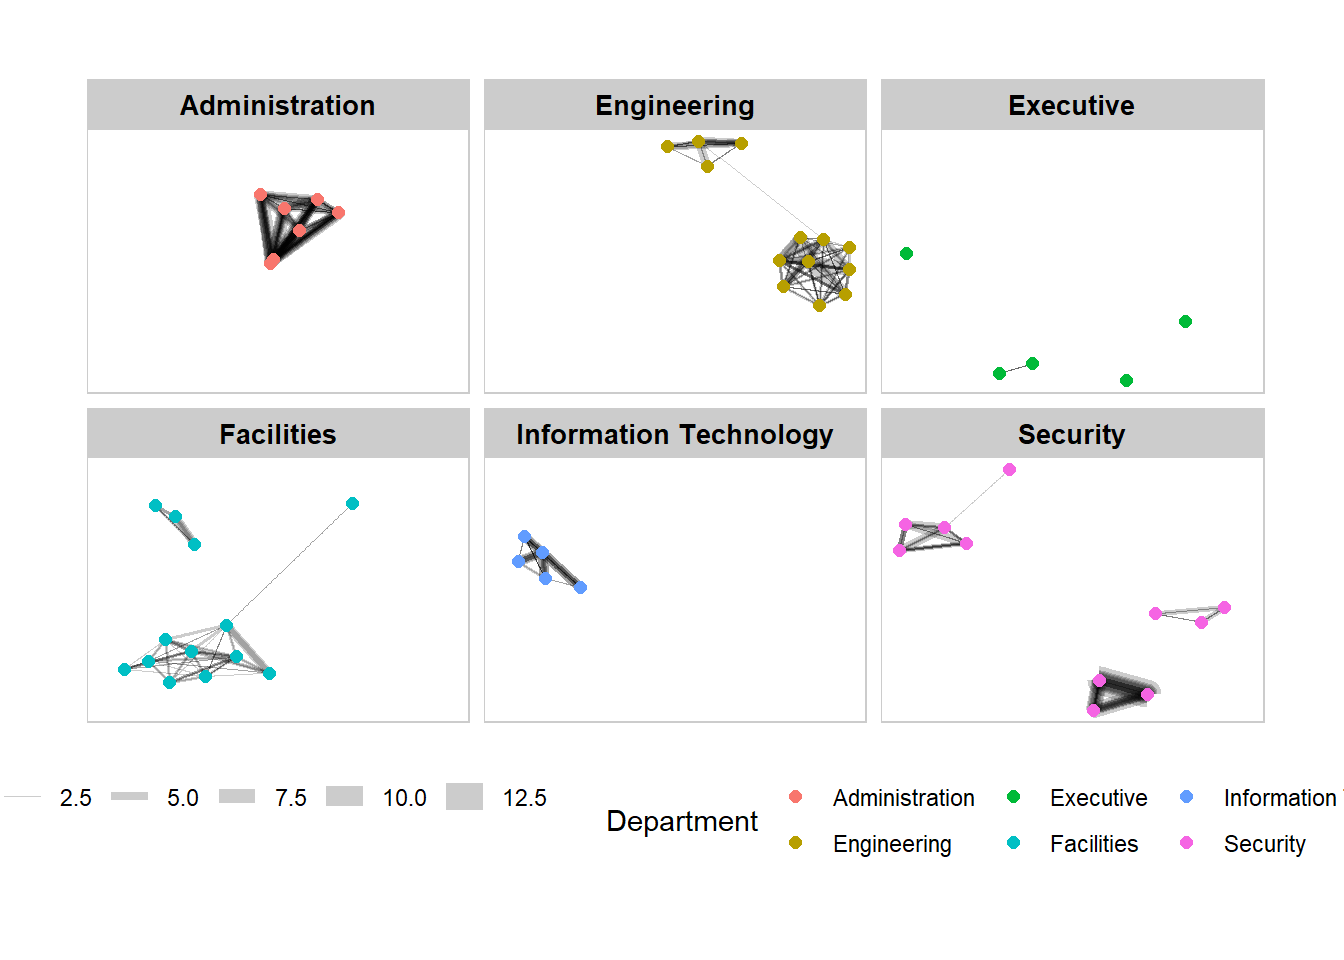 Administration
Engineering
Executive
Facilities
Information Technology
Security
2.5 5.0 7.5 10.0 12.5
Department
Administration Executive Information
Engineering Facilities Security